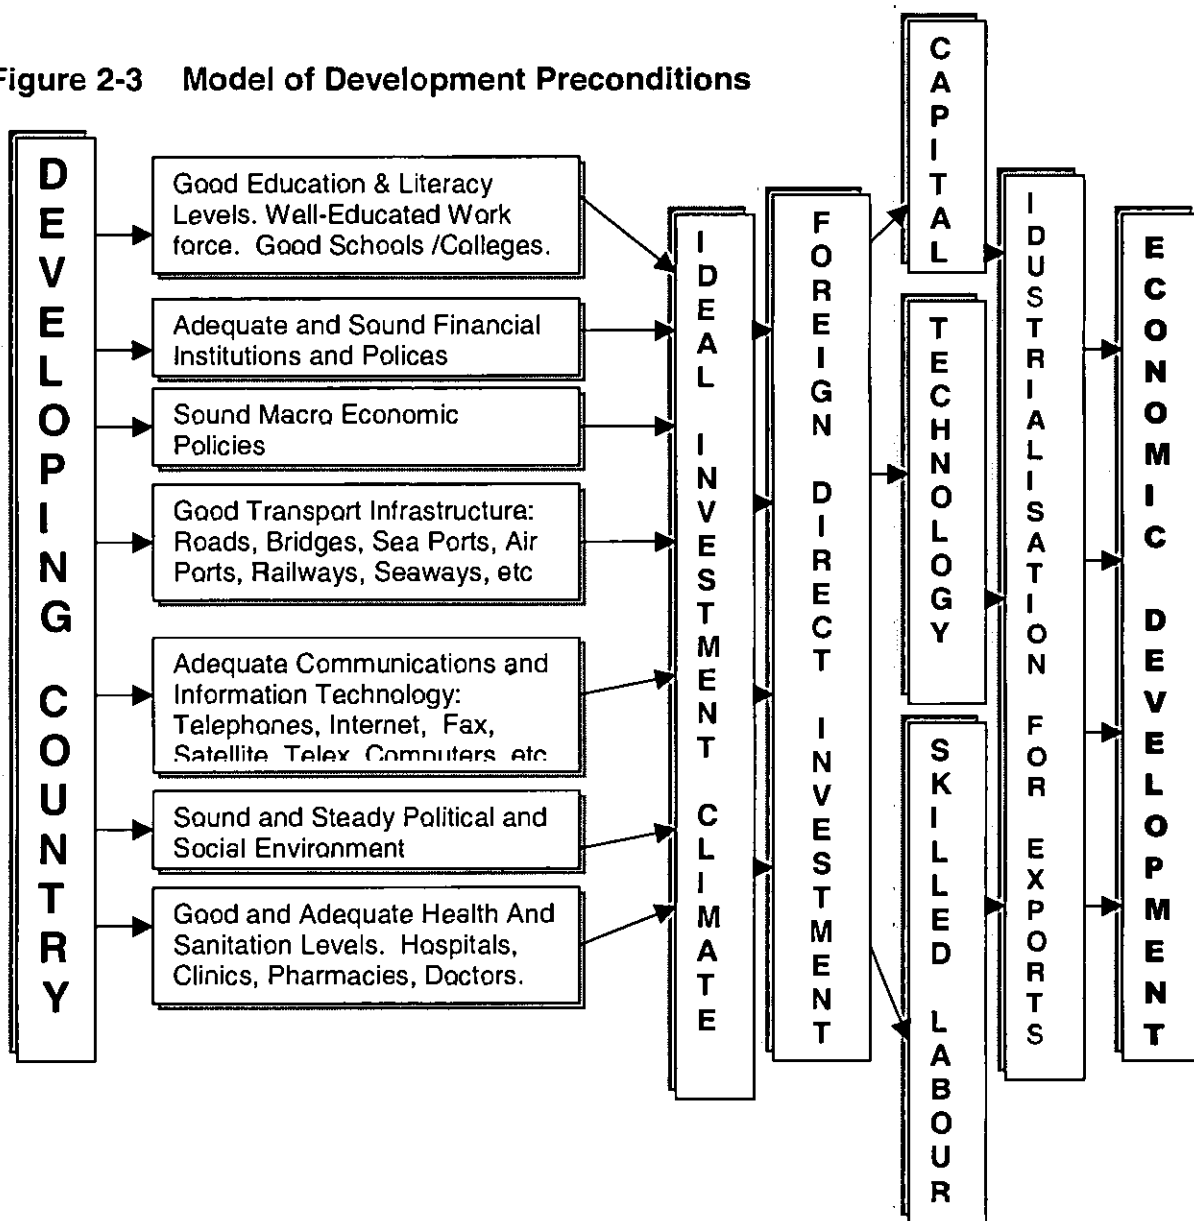 Figure 2-3 Model of Development Preconditions
DEVELOPING COUNTRY
Good Education & Literacy
Levels. Well-Educated Work
force. Good Schools /Colleges.
Adequate and Sound Financial
Institutions and Polices
Sound Macro Economic
Policies
Good Transport Infrastructure:
Roads, Bridges, Sea Ports, Air
Ports, Railways, Seaways, etc
Adequate Communications and
Information Technology:
Telephones, Internet, Fax,
Satellite Telex Computers etc
Sound and Steady Political and
Social Environment
Good and Adequate Health And
Sanitation Levels. Hospitals,
Clinics, Pharmacies, Doctors.
IDEAL INVESTMENT CLIMATE
FOREIGN DIRECT INVESTMENT
CAPITAL
TECHNOLOGY
SKILLED LABOUR
IDUSTRIALISATION FOR EXPORTS
ECONOMIC DEVELOPMENT